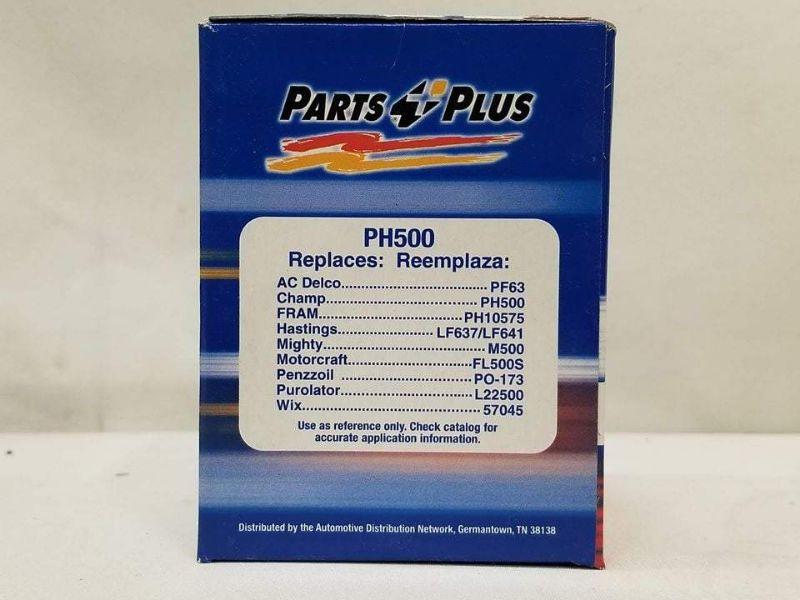 PARTS PLUS
PH500
Replaces: Reemplaza:
AC Delco........................................ PF63
Champ.......................................... PH500
FRAM........................................PH10575
Hastings........................... LF637/LF641
Mighty............................................. M500
Motorcraft..................................FL500S
Penzzoil .................................... PO-173
Purolator.................................... L22500
Wix................................................. 57045
Use as reference only. Check catalog for
accurate application information.
Distributed by the Automotive Distribution Network, Germantown, TN 38138